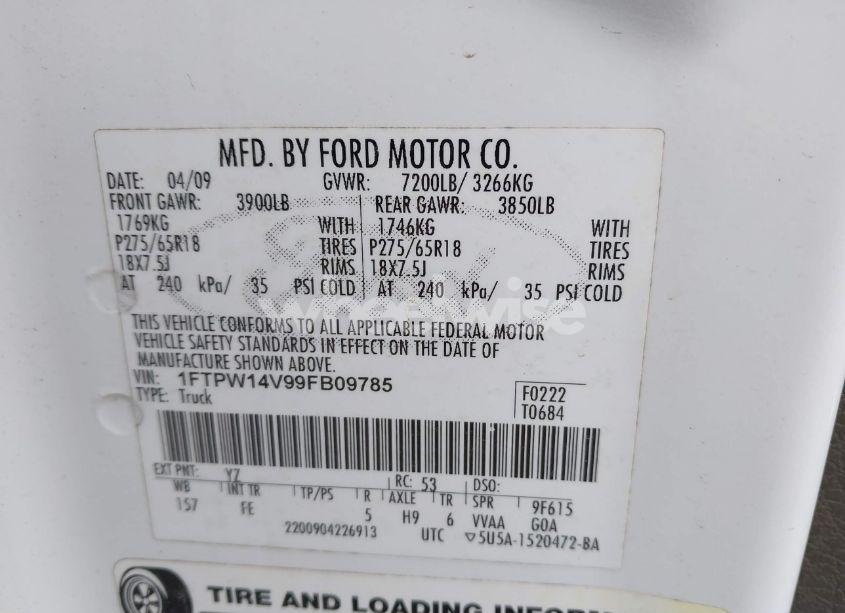 MFD. BY FORD MOTOR CO.
DATE: 04/09 GVWR: 7200LB/ 3266KG
FRONT GAWR: 3900LB REAR GAWR: 3850LB
1769KG WITH 1746KG WITH
P275/65R18 TIRES P275/65R18 TIRES
18X7.5J RIMS 18X7.5J RIMS
AT 240 kPa/ 35 PSI COLD AT 240 kPa/ 35 PSI COLD
wheelwise
THIS VEHICLE CONFORMS TO ALL APPLICABLE FEDERAL MOTOR
VEHICLE SAFETY STANDARDS IN EFFECT ON THE DATE OF
MANUFACTURE SHOWN ABOVE.
VIN: 1FTPW14V99FB09785 F0222
TYPE: Truck T0684
EXT PNT: YZ RC: 53 DSO:
WB INT TR TP/PS R AXLE TR SPR 9F615
157 FE 5 H9 6 VVAA GOA
2200904226913 UTC ▽5U5A-1520472-BA
TIRE AND LOADING INFORM